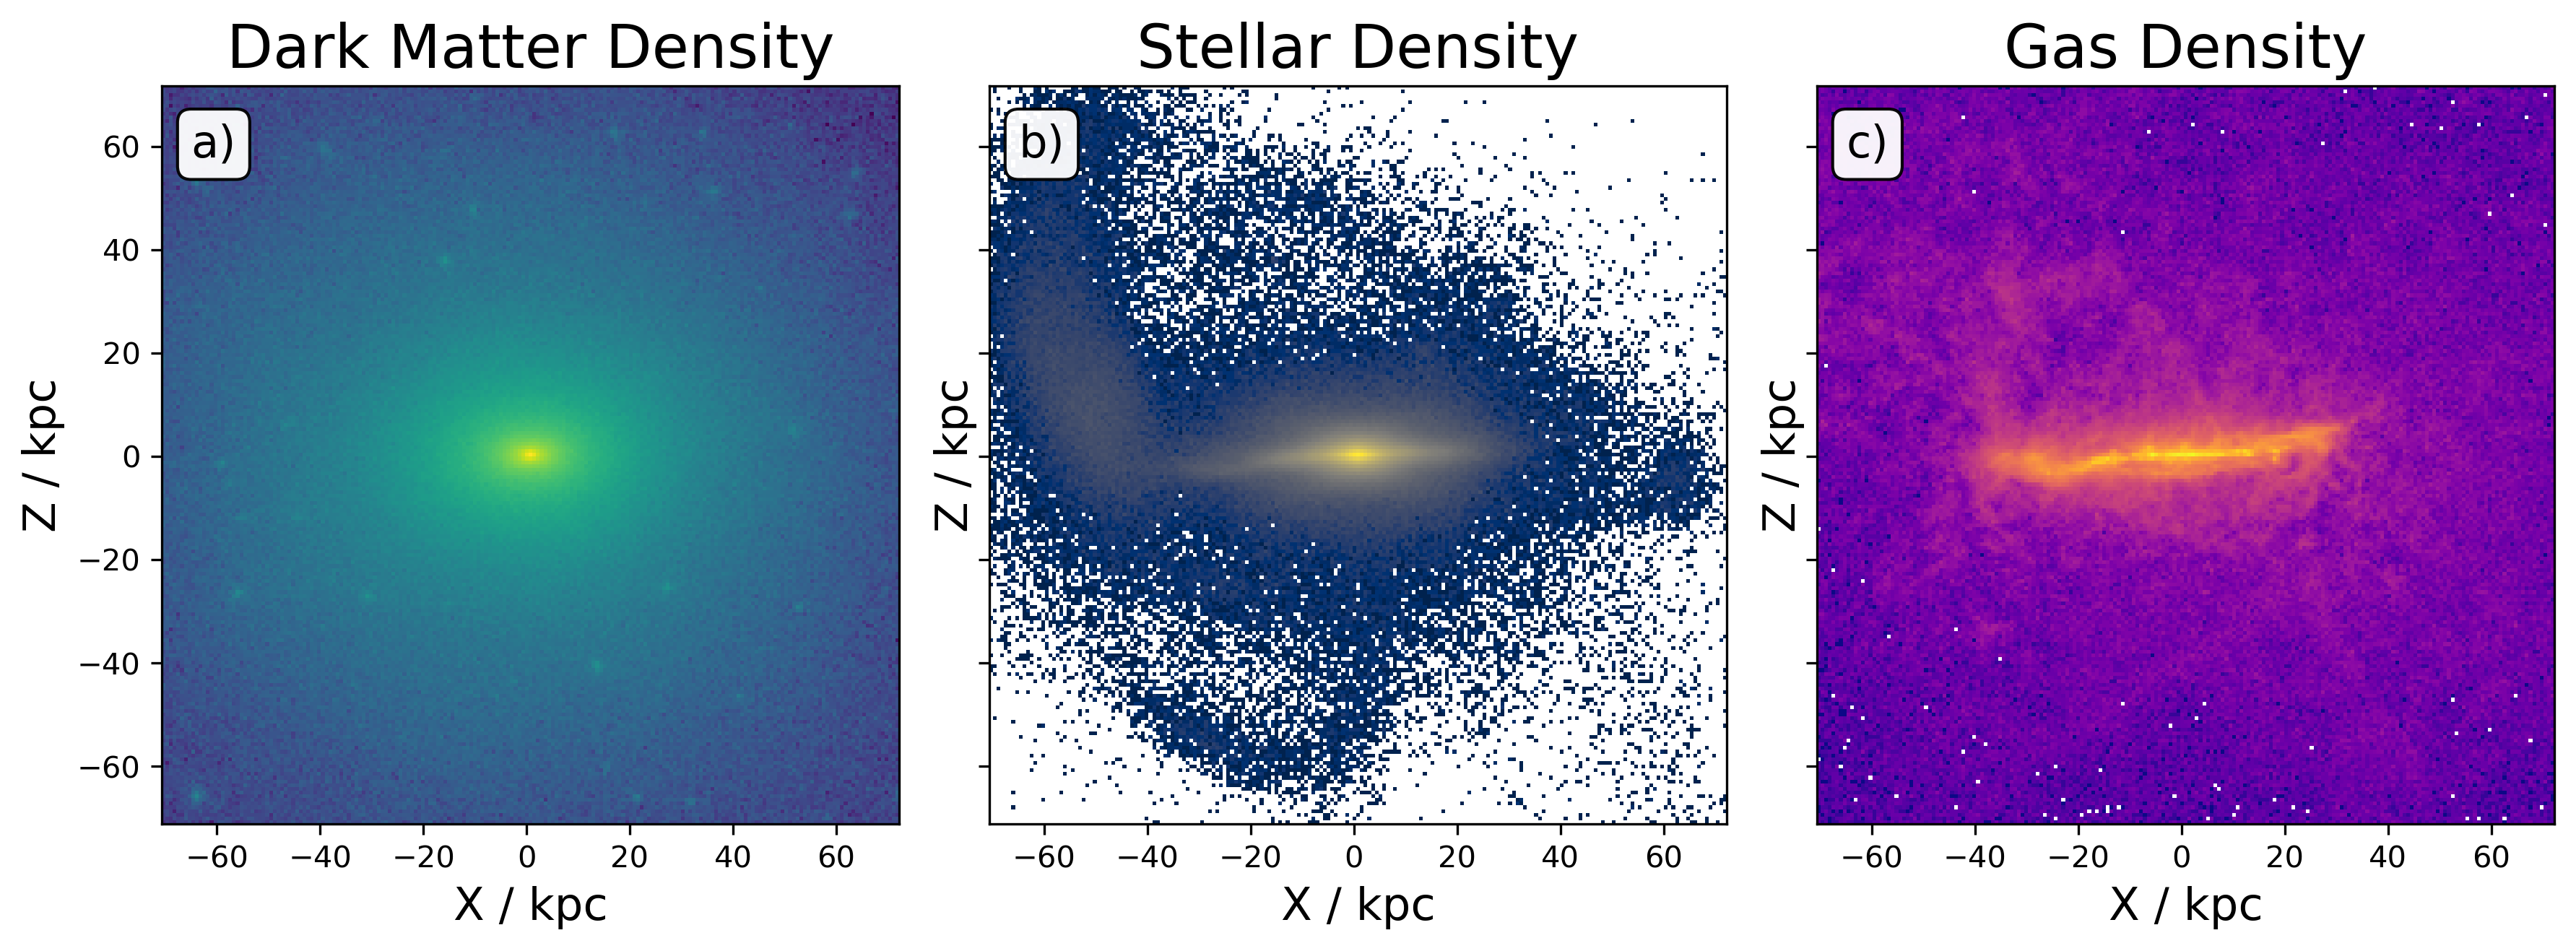 Dark Matter Density
Stellar Density
Gas Density
a)
b)
c)
60
40
20
0
−20
−40
−60
Z / kpc
Z / kpc
Z / kpc
−60 −40 −20 0 20 40 60
−60 −40 −20 0 20 40 60
−60 −40 −20 0 20 40 60
X / kpc
X / kpc
X / kpc